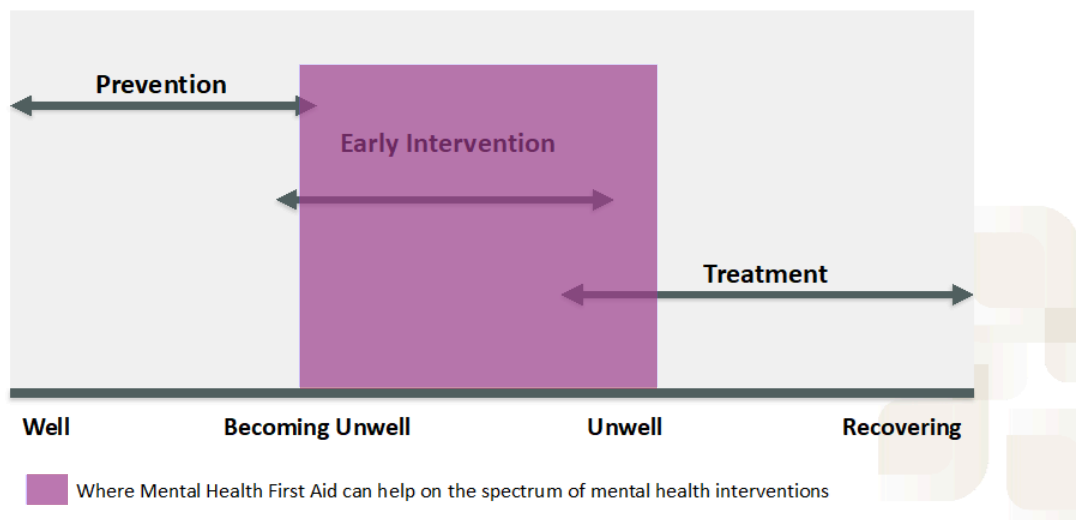 Prevention
Early Intervention
Treatment
Well
Becoming Unwell
Unwell
Recovering
Where Mental Health First Aid can help on the spectrum of mental health interventions